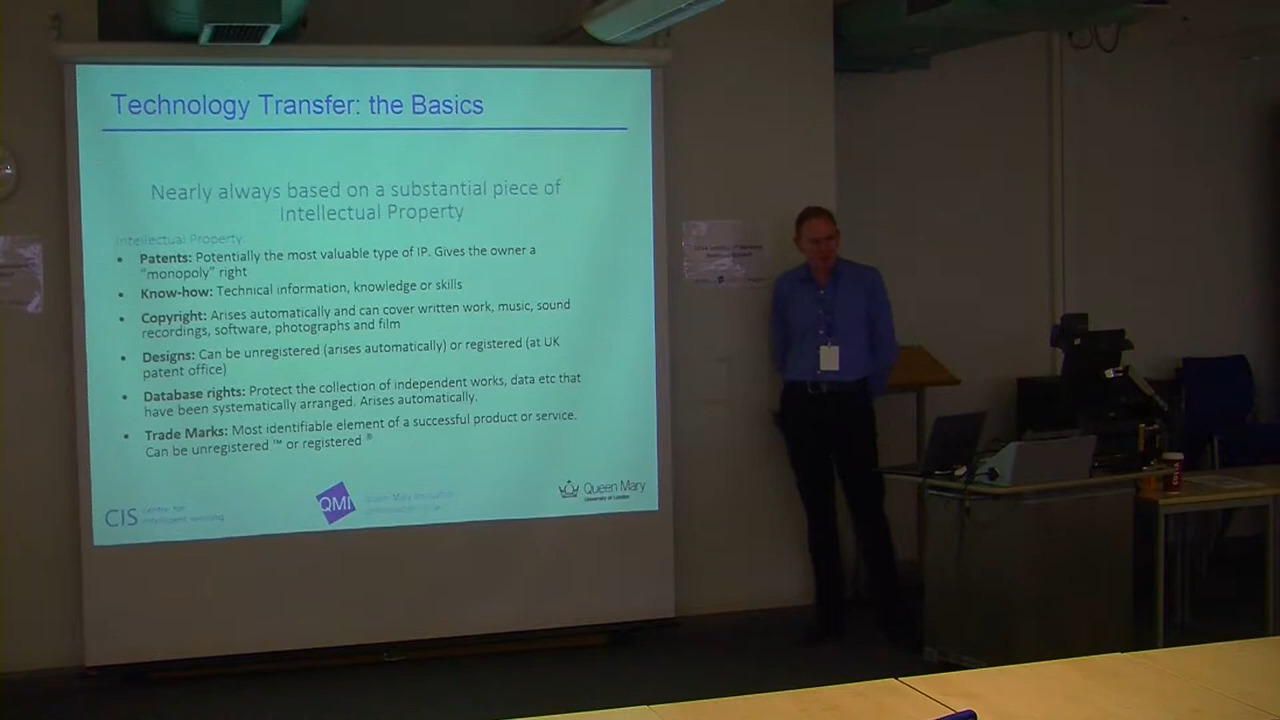 Technology Transfer: the Basics
Nearly always based on a substantial piece of
Intellectual Property
Intellectual Property:
• Patents: Potentially the most valuable type of IP. Gives the owner a
“monopoly” right
• Know-how: Technical information, knowledge or skills
• Copyright: Arises automatically and can cover written work, music, sound
recordings, software, photographs and film
• Designs: Can be unregistered (arises automatically) or registered (at UK
patent office)
• Database rights: Protect the collection of independent works, data etc that
have been systematically arranged. Arises automatically.
• Trade Marks: Most identifiable element of a successful product or service.
Can be unregistered ™ or registered ®
CIS
QMI
Queen Mary
University of London